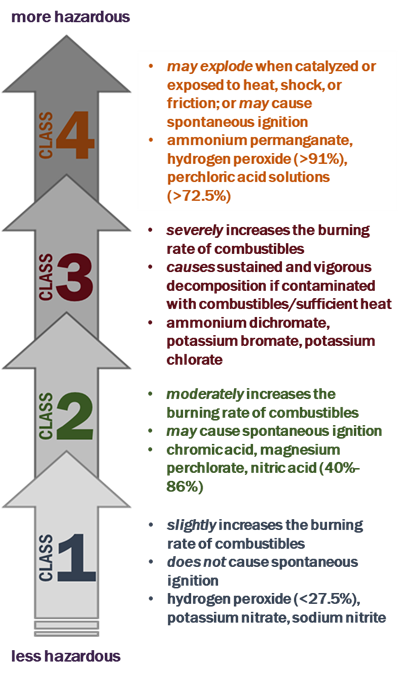 more hazardous
• may explode when catalyzed or
exposed to heat, shock, or
friction; or may cause
spontaneous ignition
• ammonium permanganate,
hydrogen peroxide (>91%),
perchloric acid solutions
(>72.5%)
CLASS 4
• severely increases the burning
rate of combustibles
• causes sustained and vigorous
decomposition if contaminated
with combustibles/sufficient heat
• ammonium dichromate,
potassium bromate, potassium
chlorate
CLASS 3
• moderately increases the
burning rate of combustibles
• may cause spontaneous ignition
• chromic acid, magnesium
perchlorate, nitric acid (40%-
86%)
CLASS 2
• slightly increases the burning
rate of combustibles
• does not cause spontaneous
ignition
• hydrogen peroxide (<27.5%),
potassium nitrate, sodium nitrite
CLASS 1
less hazardous